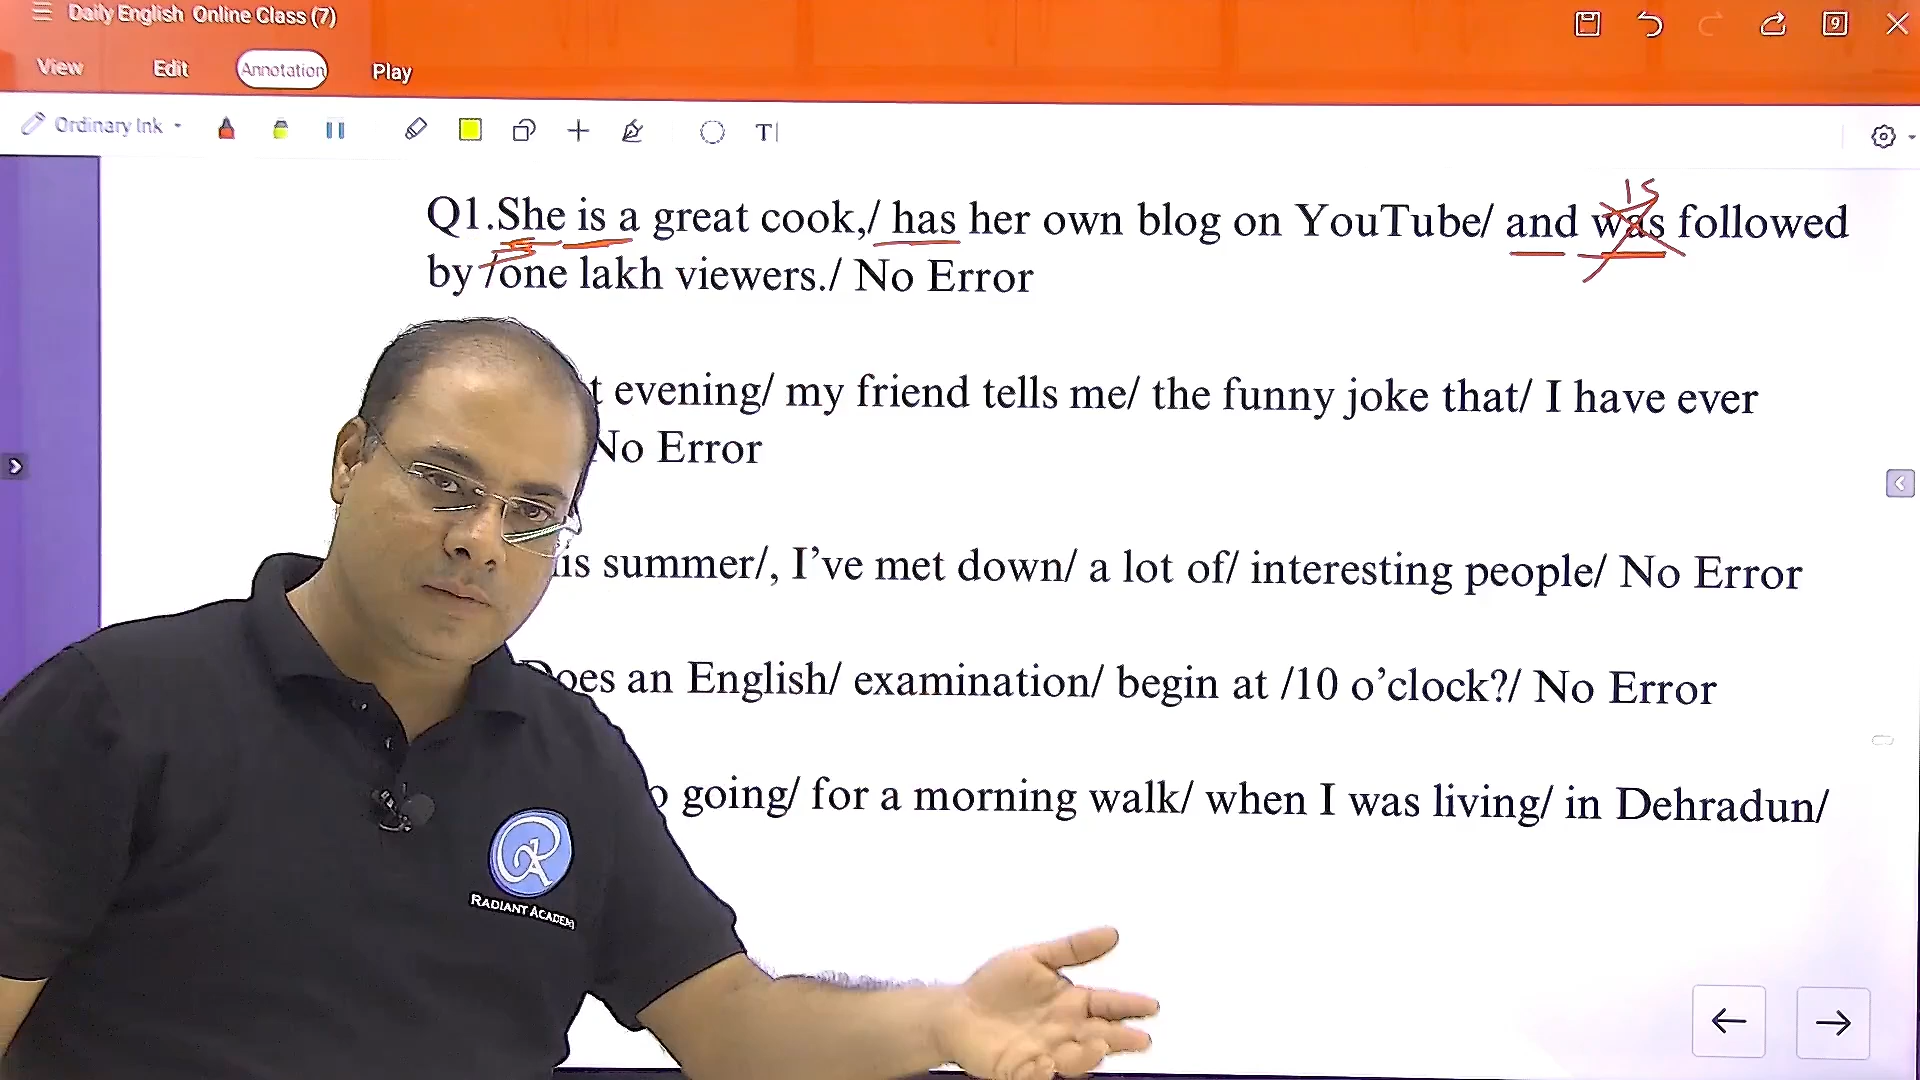 Daily English Online Class (7)
9
View Edit Annotation Play
Ordinary Ink
T
is
Q1.She is a great cook,/ has her own blog on YouTube/ and was followed
by /one lakh viewers./ No Error
evening/ my friend tells me/ the funny joke that/ I have ever
No Error
summer/, I've met down/ a lot of/ interesting people/ No Error
Does an English/ examination/ begin at /10 o'clock?/ No Error
going/ for a morning walk/ when I was living/ in Dehradun/
RADIANT ACADEMY